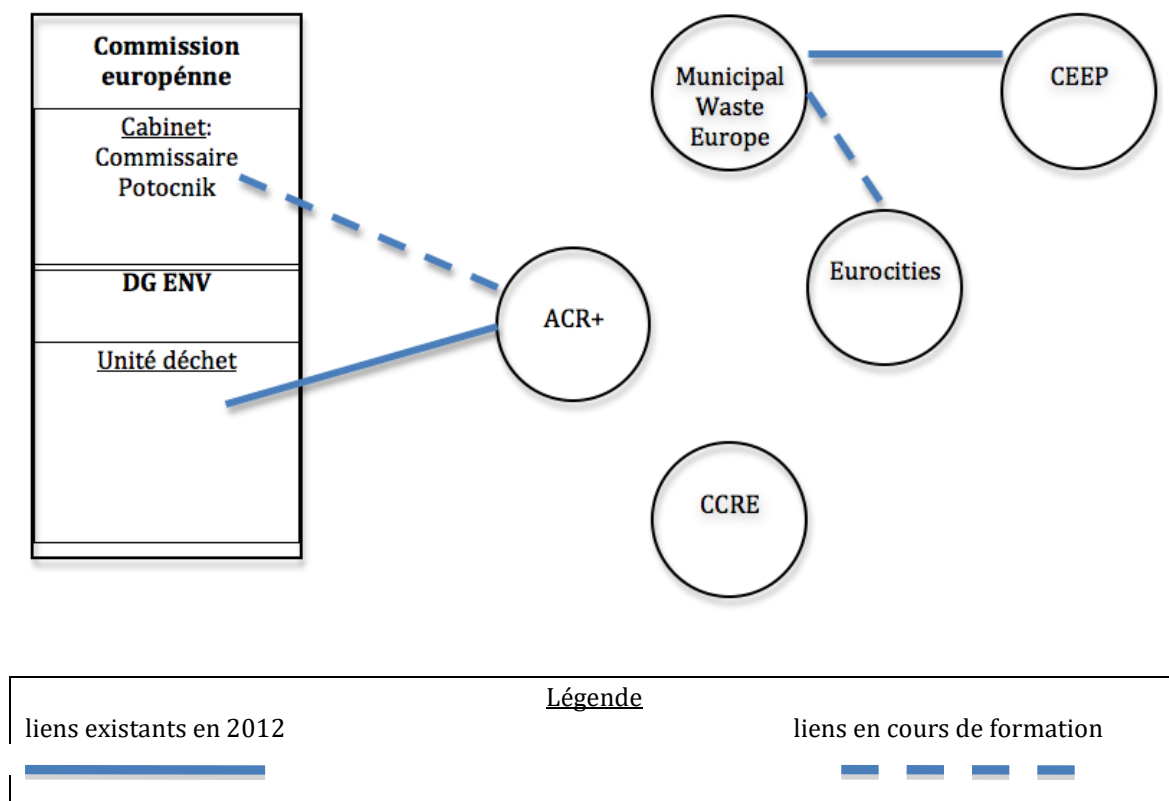 Commission
europénne
Cabinet:
Commissaire
Potocnik
DG ENV
Unité déchet
Municipal
Waste
Europe
CEEP
Eurocities
ACR+
CCRE
Légende
liens existants en 2012
liens en cours de formation